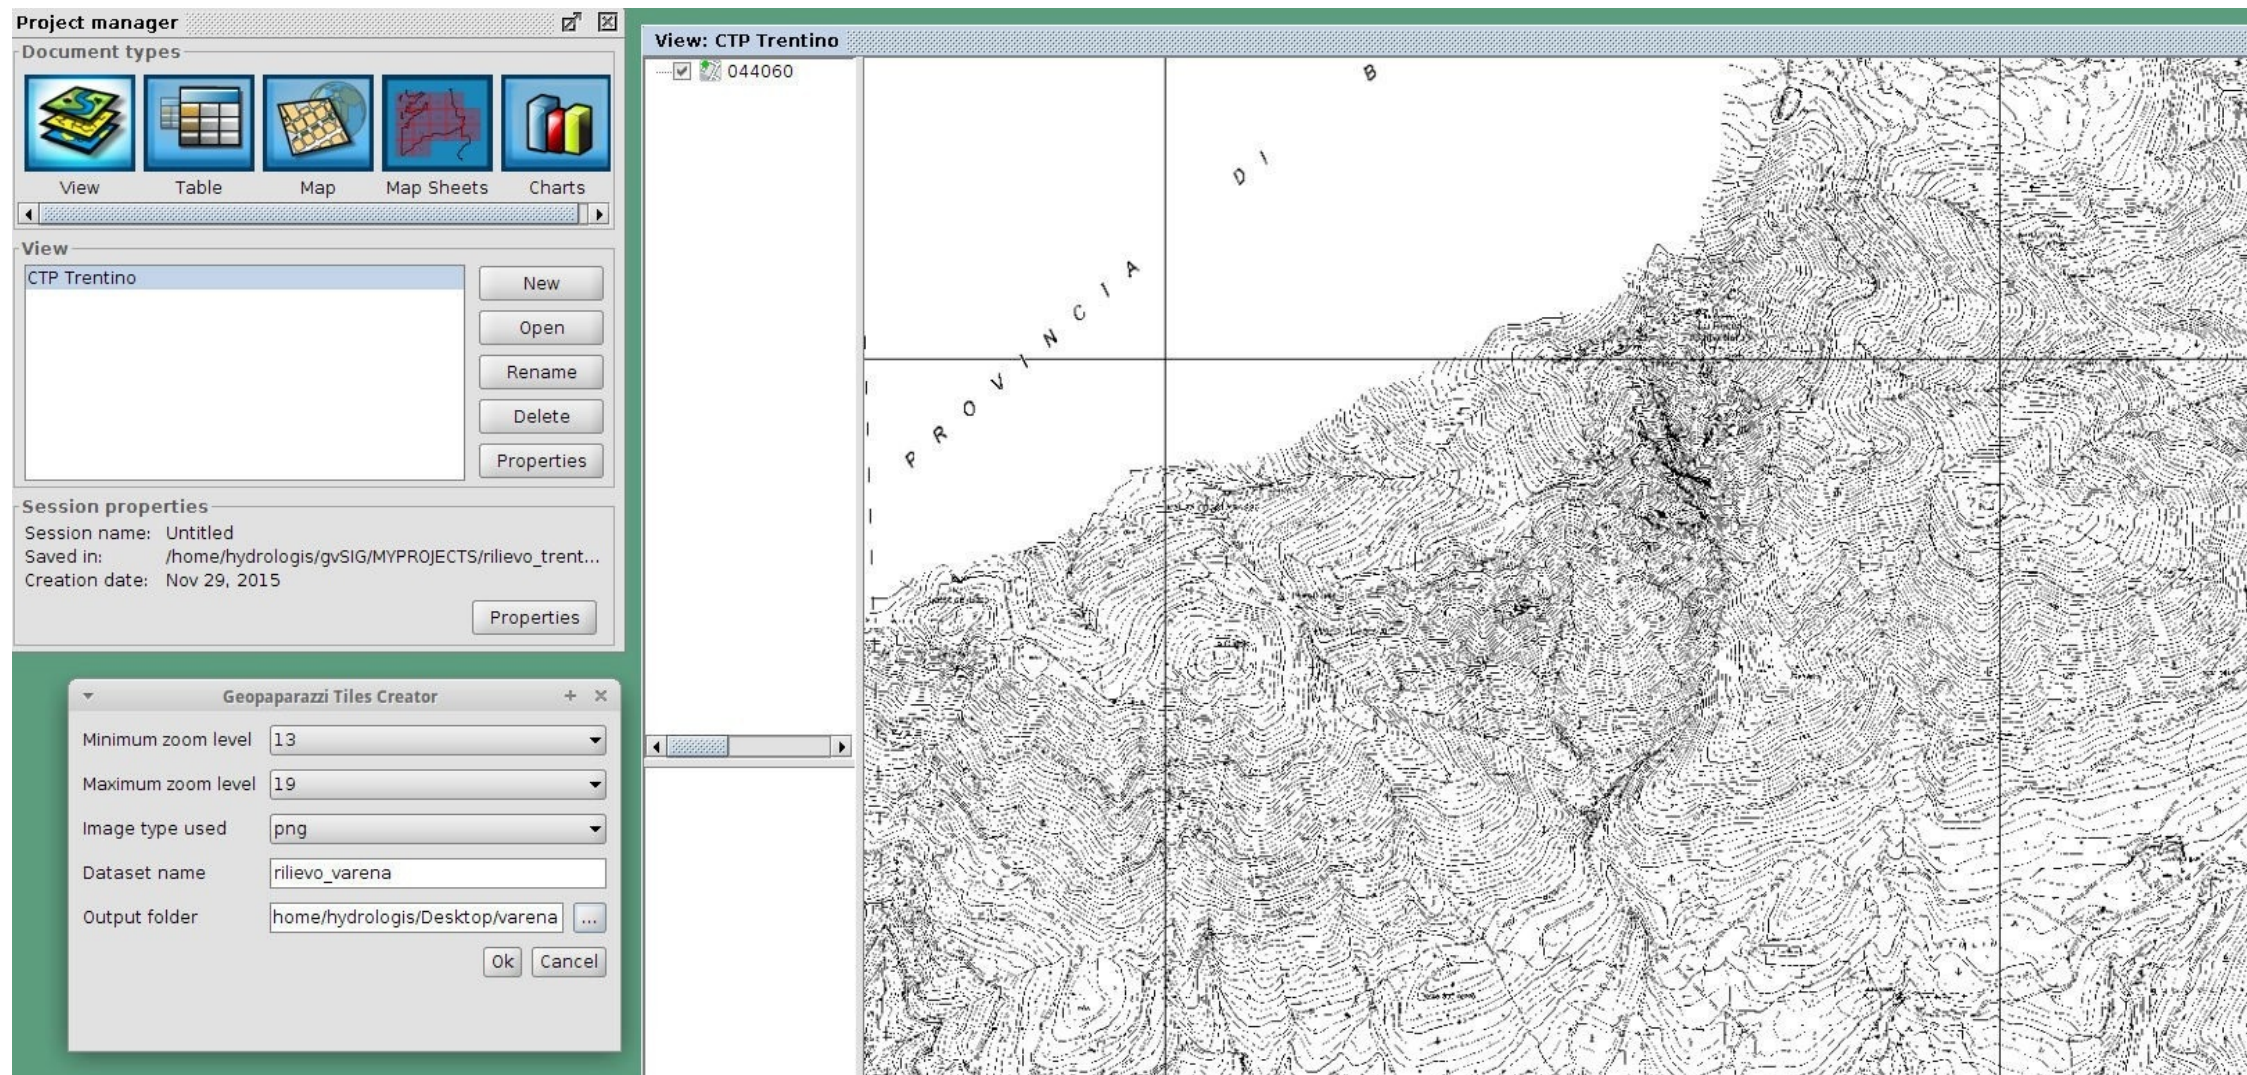 Project manager
Document types
View Table Map Map Sheets Charts
View
CTP Trentino
New
Open
Rename
Delete
Properties
Session properties
Session name: Untitled
Saved in: /home/hydrologis/gvSIG/MYPROJECTS/rilievo_trent...
Creation date: Nov 29, 2015
Properties
Geopaparazzi Tiles Creator
Minimum zoom level 13
Maximum zoom level 19
Image type used png
Dataset name rilievo_varena
Output folder home/hydrologis/Desktop/varena ...
Ok Cancel
View: CTP Trentino
044060
PROVINCIA DI B